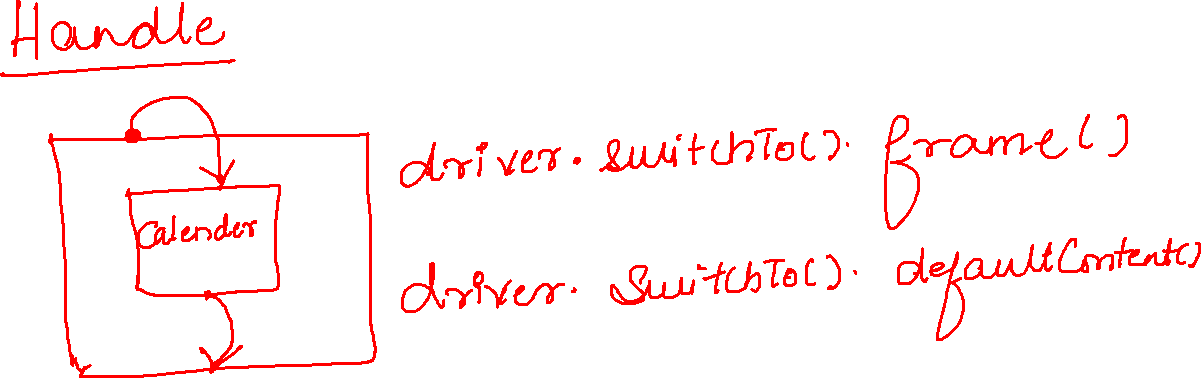 Handle
driver.switchTo().frame()
Calender
driver.SwitchTo().defaultContent()